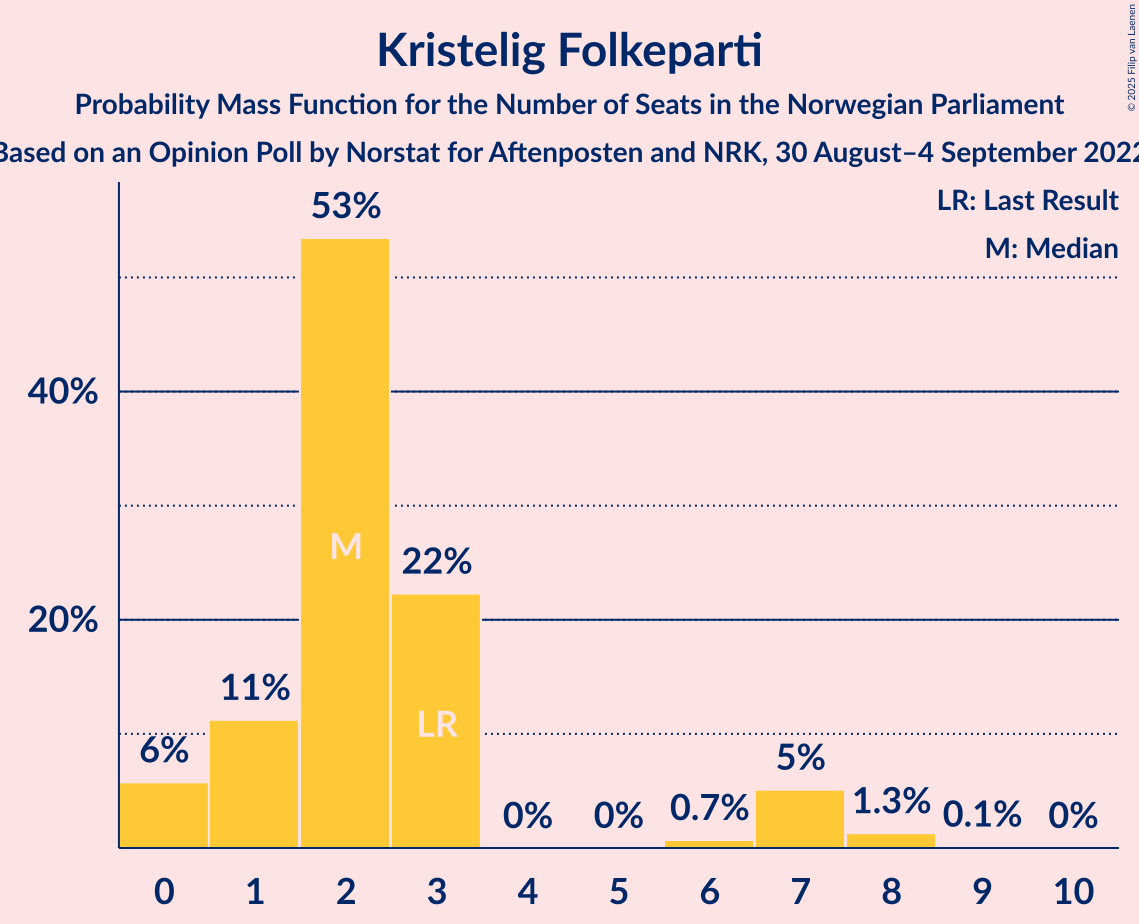 © 2025 Filip van Laenen
Kristelig Folkeparti
Probability Mass Function for the Number of Seats in the Norwegian Parliament
Based on an Opinion Poll by Norstat for Aftenposten and NRK, 30 August–4 September 2022
LR: Last Result
M: Median
53%
40%
M
22%
20%
11%
LR
6%
5%
0%
0%
0.7%
1.3%
0.1%
0%
0 1 2 3 4 5 6 7 8 9 10